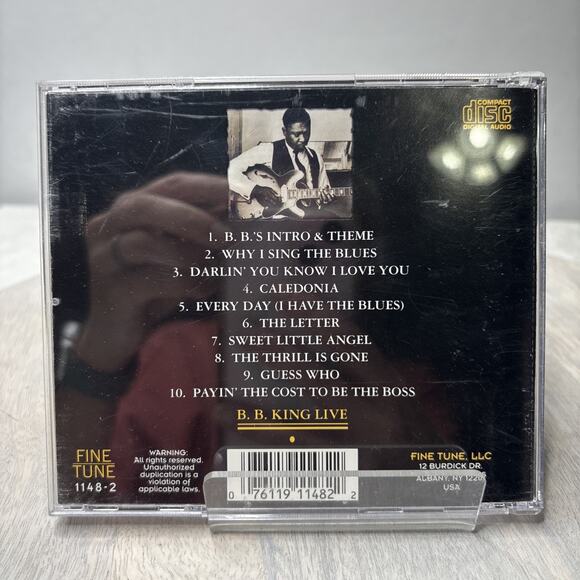 COMPACT
disc
DIGITAL AUDIO
1. B. B.'S INTRO & THEME
2. WHY I SING THE BLUES
3. DARLIN' YOU KNOW I LOVE YOU
4. CALEDONIA
5. EVERY DAY (I HAVE THE BLUES)
6. THE LETTER
7. SWEET LITTLE ANGEL
8. THE THRILL IS GONE
9. GUESS WHO
10. PAYIN' THE COST TO BE THE BOSS
B. B. KING LIVE
FINE
TUNE
1148-2
WARNING:
All rights reserved.
Unauthorized
duplication is a
violation of
applicable laws.
0 76119 11482 2
FINE TUNE, LLC
12 BURDICK DR.
ALBANY, NY
USA